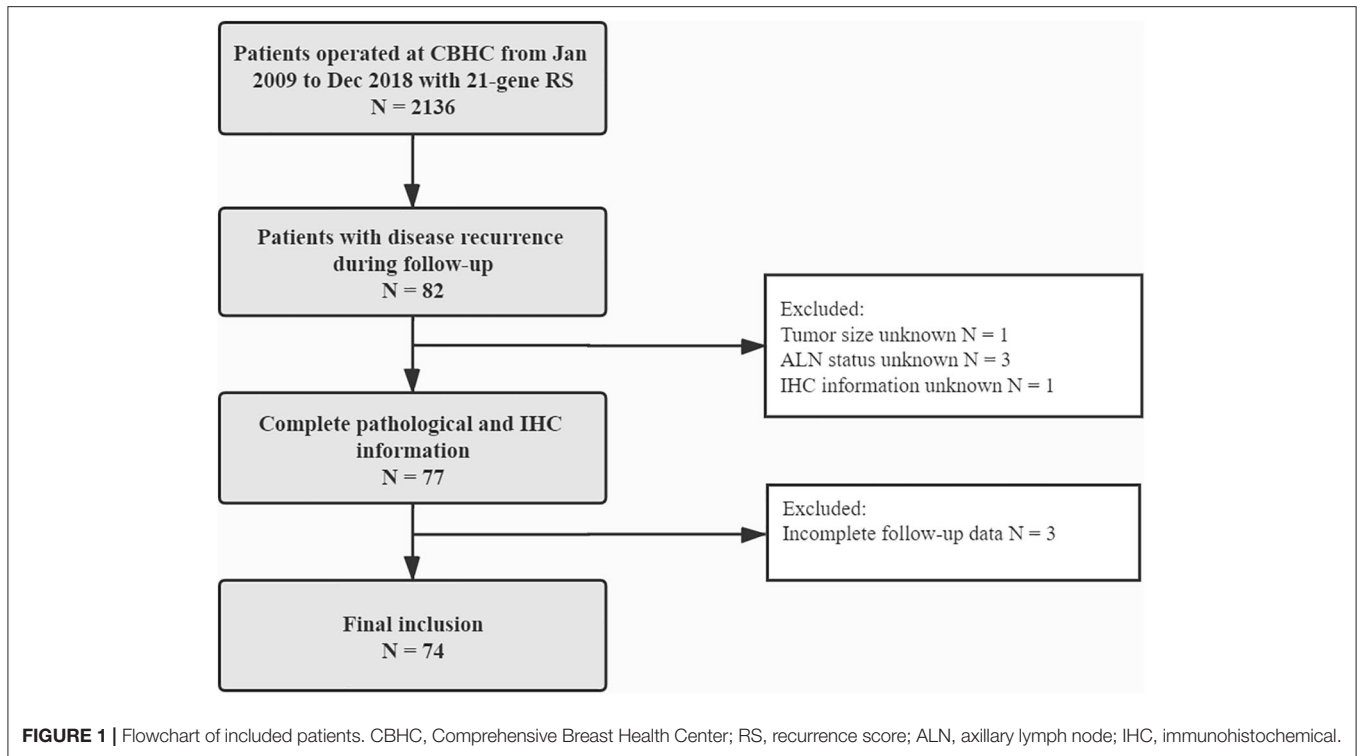 Patients operated at CBHC from Jan
2009 to Dec 2018 with 21-gene RS
N = 2136
Patients with disease recurrence
during follow-up
N = 82
Excluded:
Tumor size unknown N = 1
ALN status unknown N = 3
IHC information unknown N = 1
Complete pathological and IHC
information
N = 77
Excluded:
Incomplete follow-up data N = 3
Final inclusion
N = 74
FIGURE 1 | Flowchart of included patients. CBHC, Comprehensive Breast Health Center; RS, recurrence score; ALN, axillary lymph node; IHC, immunohistochemical.